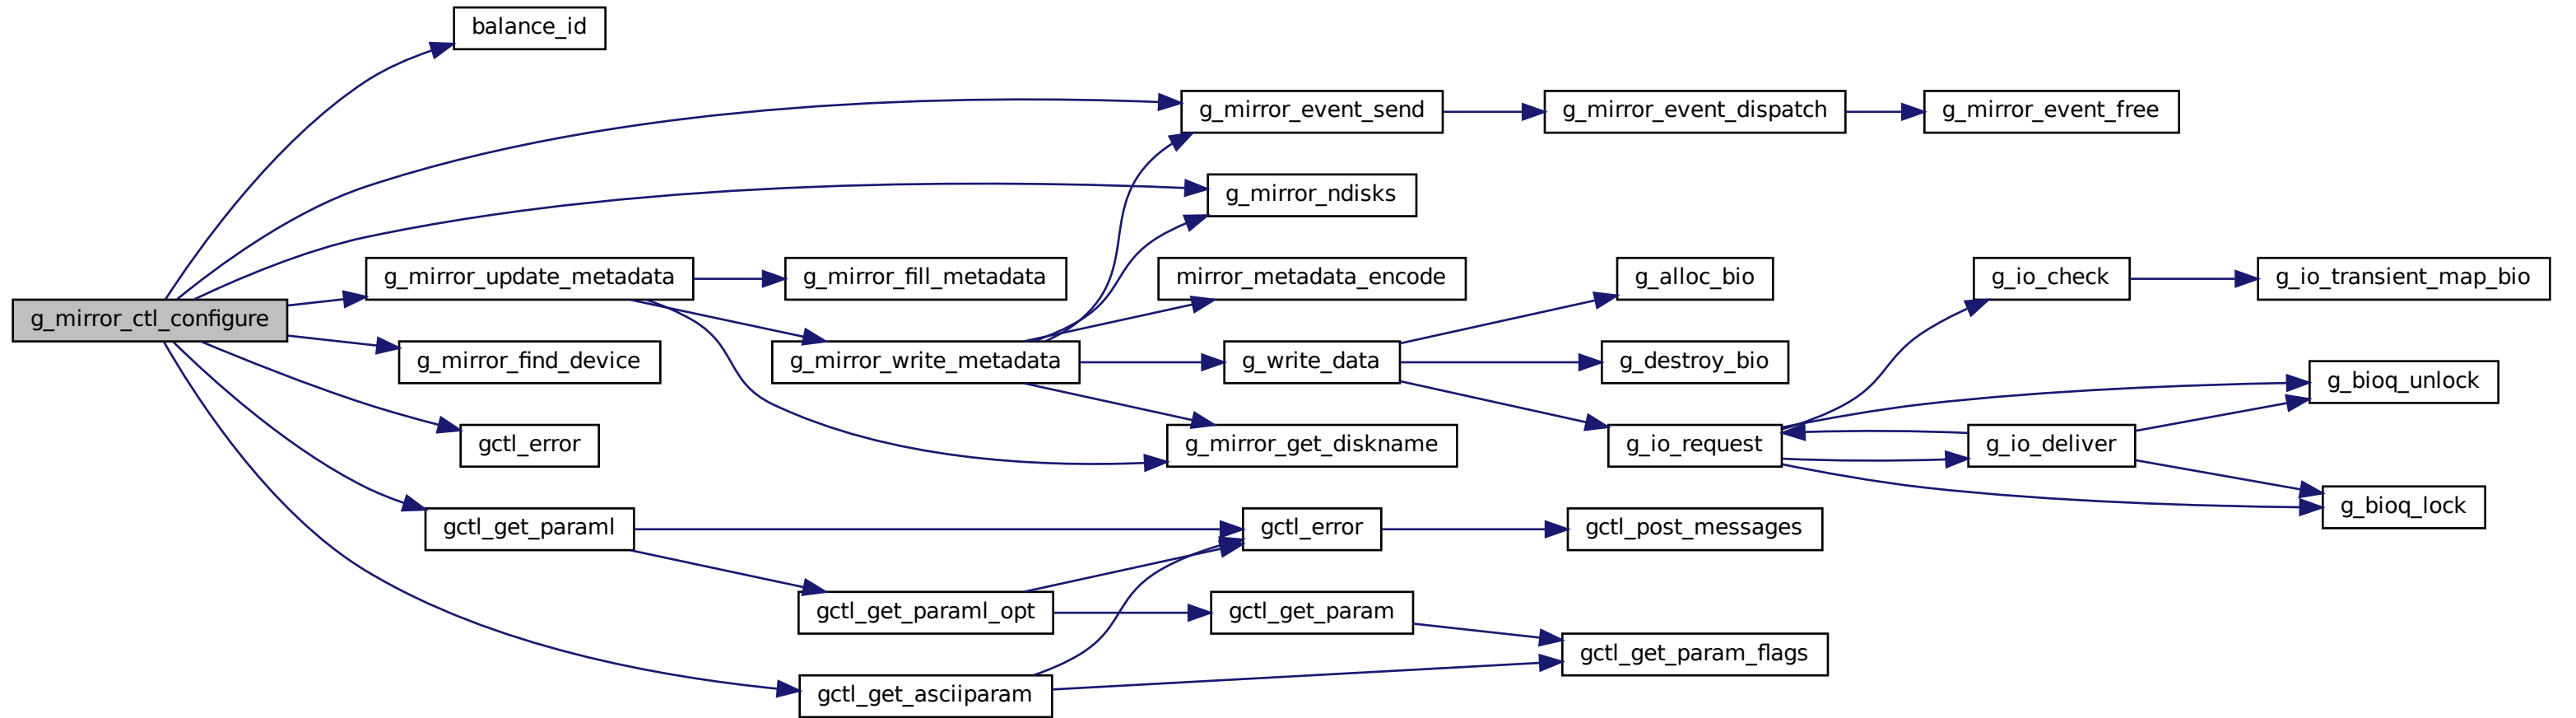 balance_id
g_mirror_event_send
g_mirror_event_dispatch
g_mirror_event_free
g_mirror_ndisks
g_mirror_update_metadata
g_mirror_fill_metadata
mirror_metadata_encode
g_alloc_bio
g_io_check
g_io_transient_map_bio
g_mirror_ctl_configure
g_mirror_find_device
g_mirror_write_metadata
g_write_data
g_destroy_bio
g_bioq_unlock
gctl_error
g_mirror_get_diskname
g_io_request
g_io_deliver
g_bioq_lock
gctl_get_paraml
gctl_error
gctl_post_messages
gctl_get_paraml_opt
gctl_get_param
gctl_get_param_flags
gctl_get_asciiparam